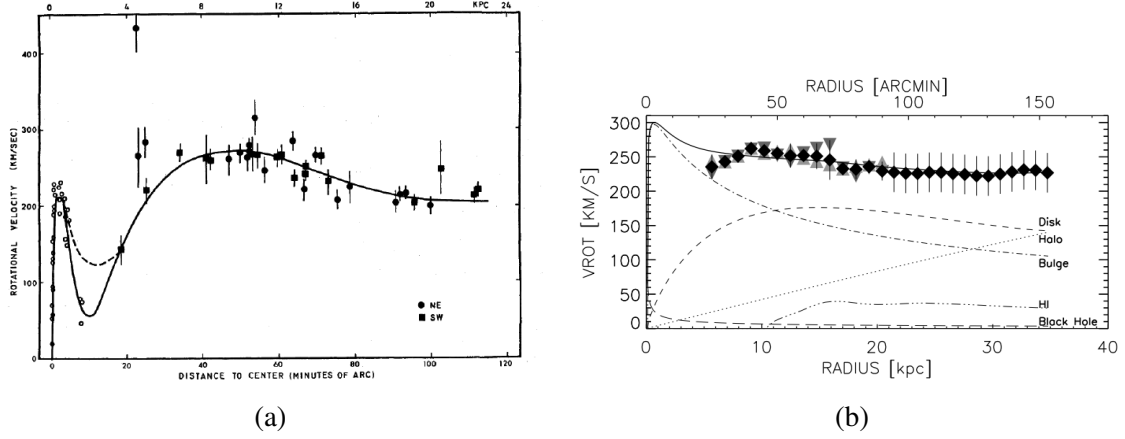 0 4 8 12 16 20 KPC 24
400
300
200
100
0
ROTATIONAL VELOCITY (KM/SEC)
NE
SW
0 20 40 60 80 100 120
DISTANCE TO CENTER (MINUTES OF ARC)
(a)
RADIUS [ARCMIN]
0 50 100 150
300
250
200
150
100
50
0
VROT [KM/S]
Disk
Halo
Bulge
HI
Black Hole
0 10 20 30 40
RADIUS [kpc]
(b)